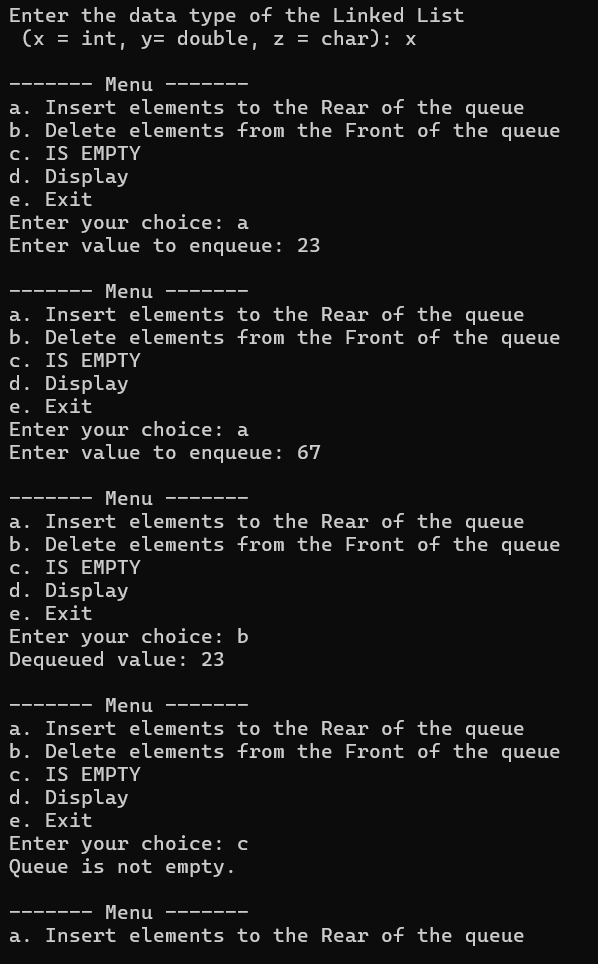 Enter the data type of the Linked List
(x = int, y= double, z = char): x
------- Menu -------
a. Insert elements to the Rear of the queue
b. Delete elements from the Front of the queue
c. IS EMPTY
d. Display
e. Exit
Enter your choice: a
Enter value to enqueue: 23
------- Menu -------
a. Insert elements to the Rear of the queue
b. Delete elements from the Front of the queue
c. IS EMPTY
d. Display
e. Exit
Enter your choice: a
Enter value to enqueue: 67
------- Menu -------
a. Insert elements to the Rear of the queue
b. Delete elements from the Front of the queue
c. IS EMPTY
d. Display
e. Exit
Enter your choice: b
Dequeued value: 23
------- Menu -------
a. Insert elements to the Rear of the queue
b. Delete elements from the Front of the queue
c. IS EMPTY
d. Display
e. Exit
Enter your choice: c
Queue is not empty.
------- Menu -------
a. Insert elements to the Rear of the queue